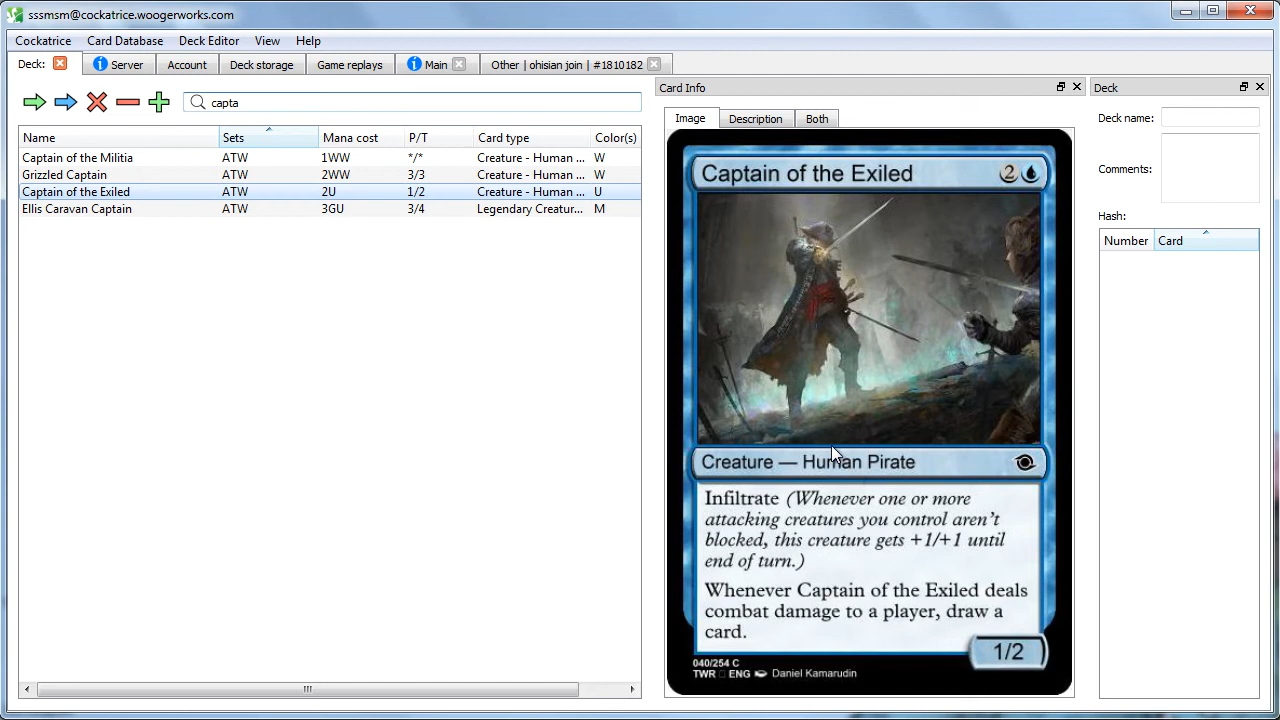 sssmsm@cockatrice.woogerworks.com
Cockatrice Card Database Deck Editor View Help
Deck: Server Account Deck storage Game replays Main Other | ohisian join | #1810182
capta
Name Sets Mana cost P/T Card type Color(s)
Captain of the Militia ATW 1WW */* Creature - Human ... W
Grizzled Captain ATW 2WW 3/3 Creature - Human ... W
Captain of the Exiled ATW 2U 1/2 Creature - Human ... U
Ellis Caravan Captain ATW 3GU 3/4 Legendary Creatur... M
Card Info
Image Description Both
Captain of the Exiled 2
Creature — Human Pirate
Infiltrate (Whenever one or more
attacking creatures you control aren't
blocked, this creature gets +1/+1 until
end of turn.)
Whenever Captain of the Exiled deals
combat damage to a player, draw a
card.
1/2
040/254 C
TWR ENG Daniel Kamarudin
Deck
Deck name:
Comments:
Hash:
Number Card